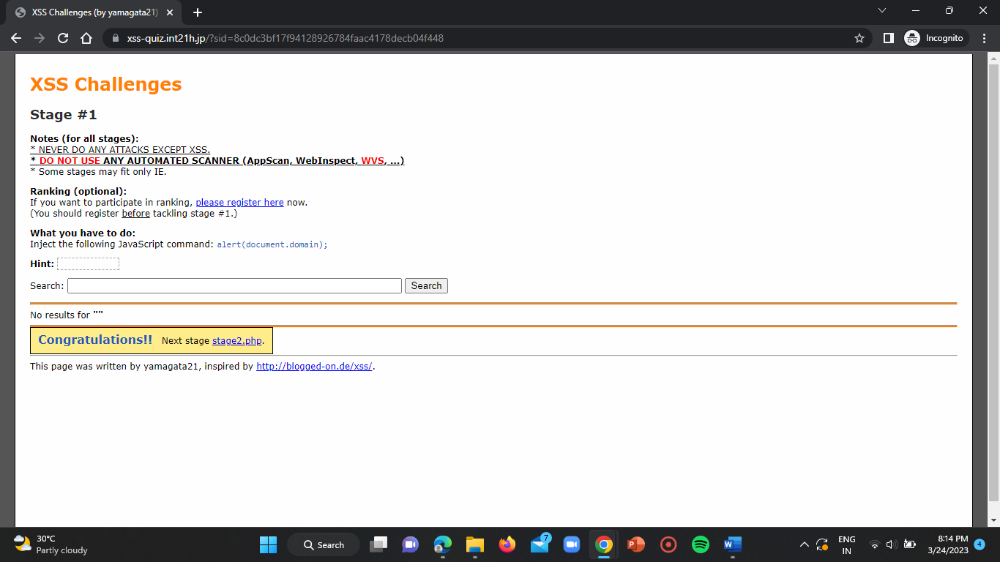 XSS Challenges (by yamagata21)
xss-quiz.int21h.jp/?sid=8c0dc3bf17f94128926784faac4178decb04f448
Incognito
XSS Challenges
Stage #1
Notes (for all stages):
* NEVER DO ANY ATTACKS EXCEPT XSS.
* DO NOT USE ANY AUTOMATED SCANNER (AppScan, WebInspect, WVS, ...)
* Some stages may fit only IE.
Ranking (optional):
If you want to participate in ranking, please register here now.
(You should register before tackling stage #1.)
What you have to do:
Inject the following JavaScript command: alert(document.domain);
Hint:
Search: Search
No results for ""
Congratulations!! Next stage stage2.php.
This page was written by yamagata21, inspired by http://blogged-on.de/xss/.
30°C
Partly cloudy
Search
7
ENG
IN
8:14 PM
3/24/2023
4